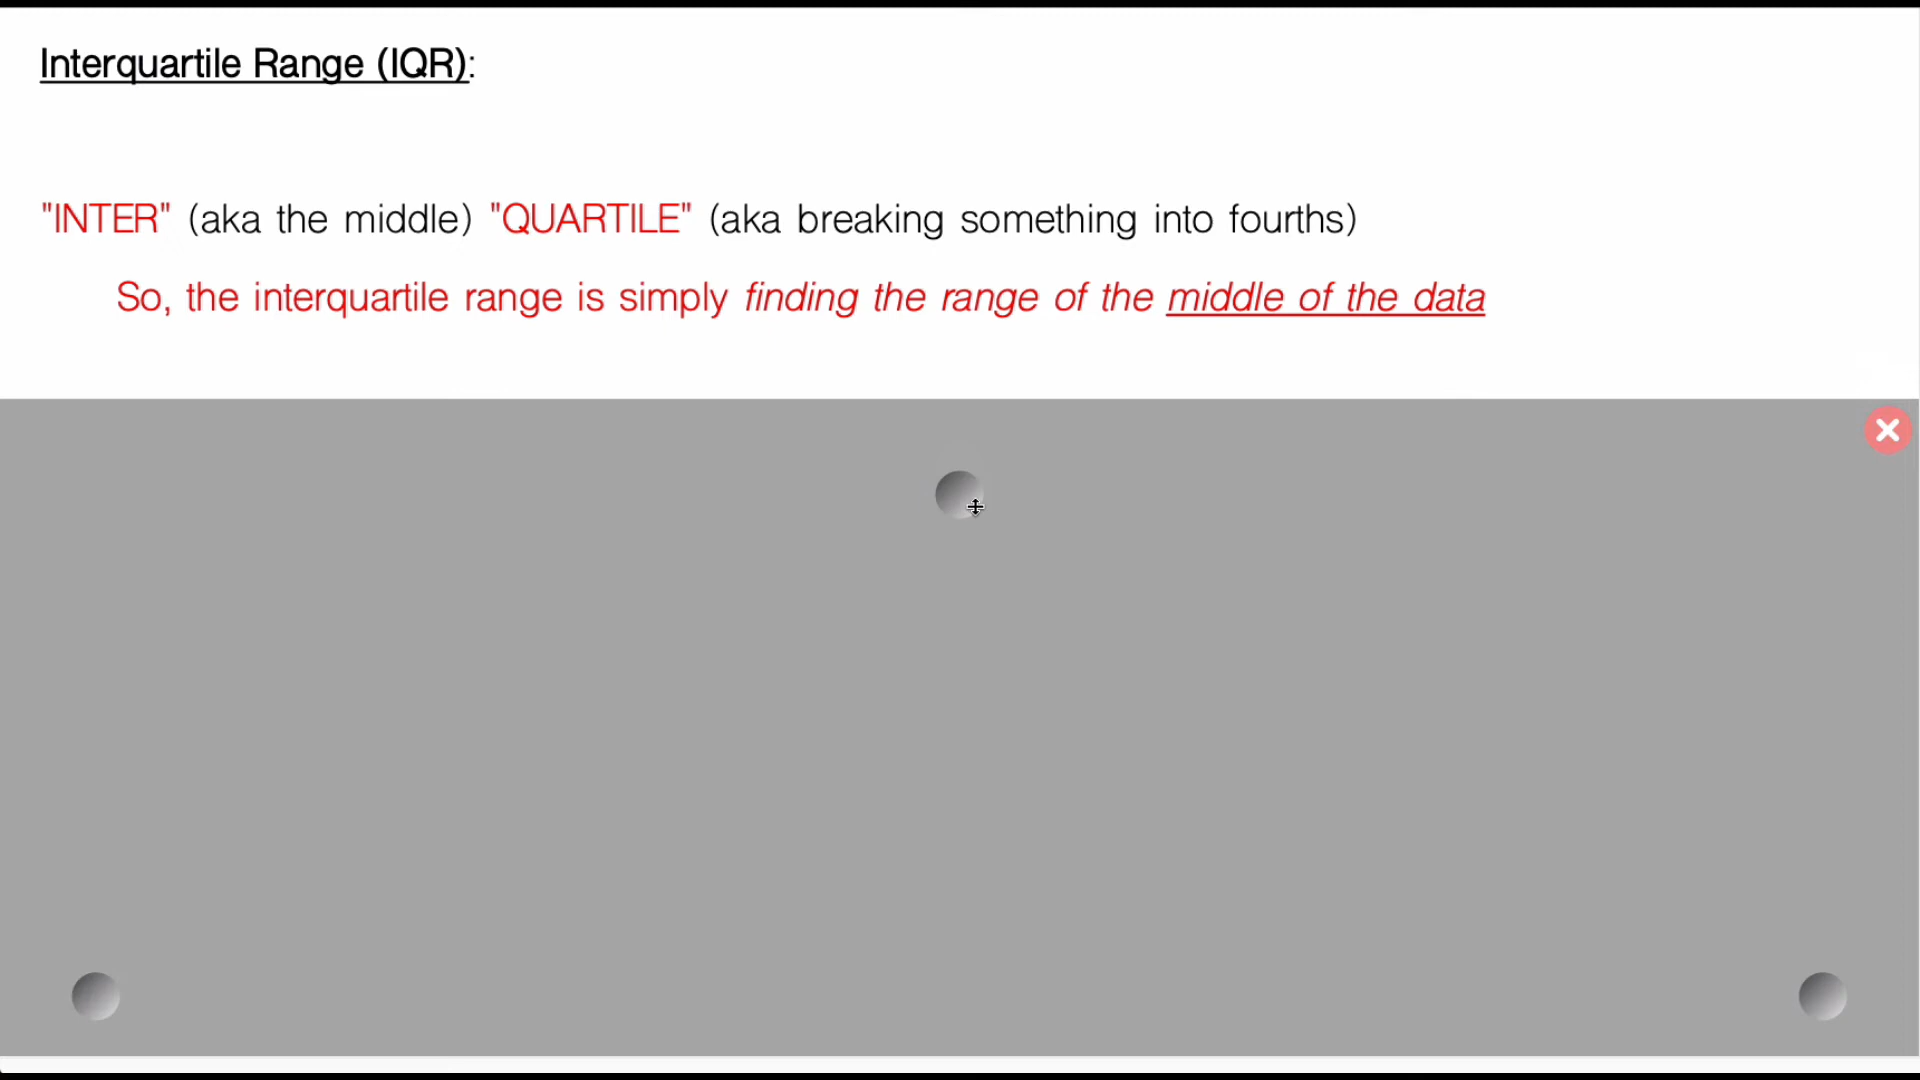 Interquartile Range (IQR):
"INTER" (aka the middle) "QUARTILE" (aka breaking something into fourths)
So, the interquartile range is simply finding the range of the middle of the data